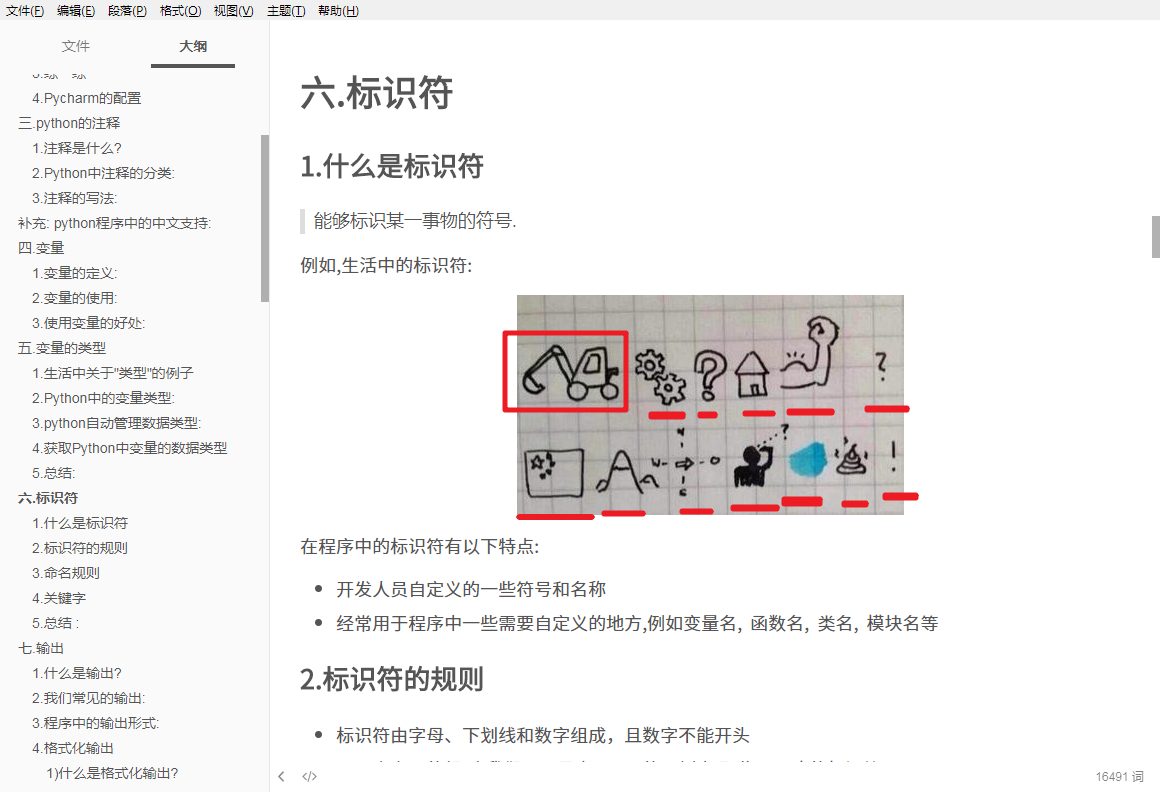 文件(F) 编辑(E) 段落(P) 格式(O) 视图(V) 主题(T) 帮助(H)
文件 大纲
4.Pycharm的配置
三.python的注释
1.注释是什么?
2.Python中注释的分类:
3.注释的写法:
补充: python程序中的中文支持:
四.变量
1.变量的定义:
2.变量的使用:
3.使用变量的好处:
五.变量的类型
1.生活中关于"类型"的例子
2.Python中的变量类型:
3.python自动管理数据类型:
4.获取Python中变量的数据类型
5.总结:
六.标识符
1.什么是标识符
2.标识符的规则
3.命名规则
4.关键字
5.总结 :
七.输出
1.什么是输出?
2.我们常见的输出:
3.程序中的输出形式:
4.格式化输出
1)什么是格式化输出?
六.标识符
1.什么是标识符
能够标识某一事物的符号.
例如,生活中的标识符:
在程序中的标识符有以下特点:
开发人员自定义的一些符号和名称
经常用于程序中一些需要自定义的地方,例如变量名, 函数名, 类名, 模块名等
2.标识符的规则
标识符由字母、下划线和数字组成，且数字不能开头
16491 词